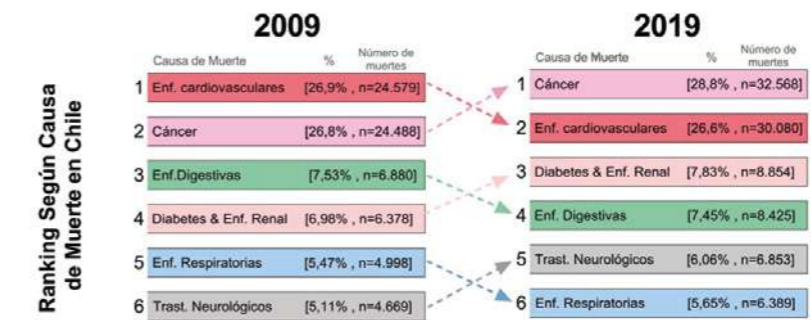 2009
Causa de Muerte % Número de muertes
1 Enf. cardiovasculares [26,9% , n=24.579]
2 Cáncer [26,8% , n=24.488]
3 Enf.Digestivas [7,53% , n=6.880]
4 Diabetes & Enf. Renal [6,98% , n=6.378]
5 Enf. Respiratorias [5,47% , n=4.998]
6 Trast. Neurológicos [5,11% , n=4.669]
2019
Causa de Muerte % Número de muertes
1 Cáncer [28,8% , n=32.568]
2 Enf. cardiovasculares [26,6% , n=30.080]
3 Diabetes & Enf. Renal [7,83% , n=8.854]
4 Enf. Digestivas [7,45% , n=8.425]
5 Trast. Neurológicos [6,06% , n=6.853]
6 Enf. Respiratorias [5,65% , n=6.389]
Ranking Según Causa
de Muerte en Chile